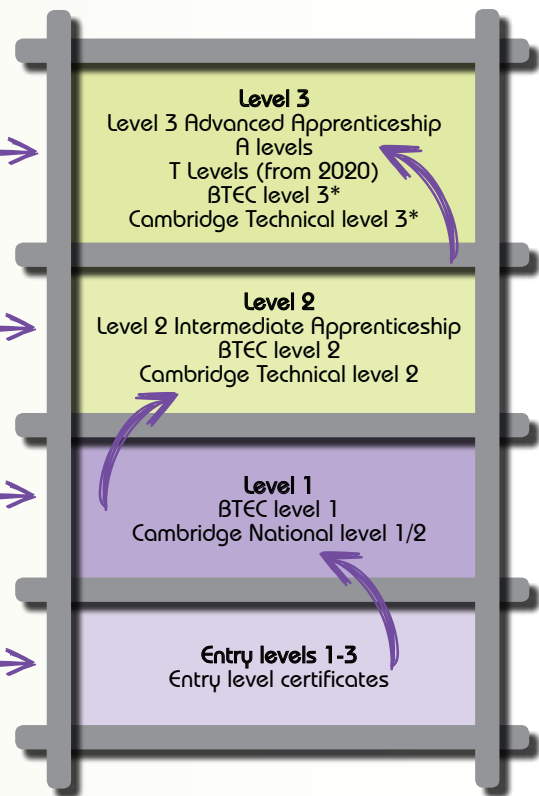 Level 3
Level 3 Advanced Apprenticeship
A levels
T Levels (from 2020)
BTEC level 3*
Cambridge Technical level 3*
Level 2
Level 2 Intermediate Apprenticeship
BTEC level 2
Cambridge Technical level 2
Level 1
BTEC level 1
Cambridge National level 1/2
Entry levels 1-3
Entry level certificates